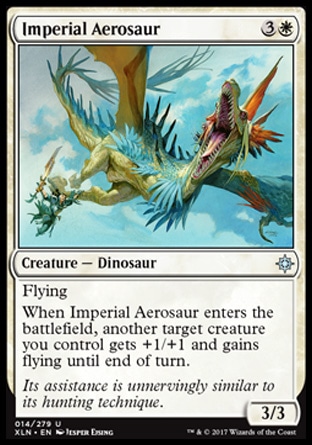 Imperial Aerosaur 3
Creature — Dinosaur
Flying
When Imperial Aerosaur enters the
battlefield, another target creature
you control gets +1/+1 and gains
flying until end of turn.
Its assistance is unnervingly similar to
its hunting technique.
3/3
014/279 U
XLN • EN Jesper Ejsing
™ & © 2017 Wizards of the Coast